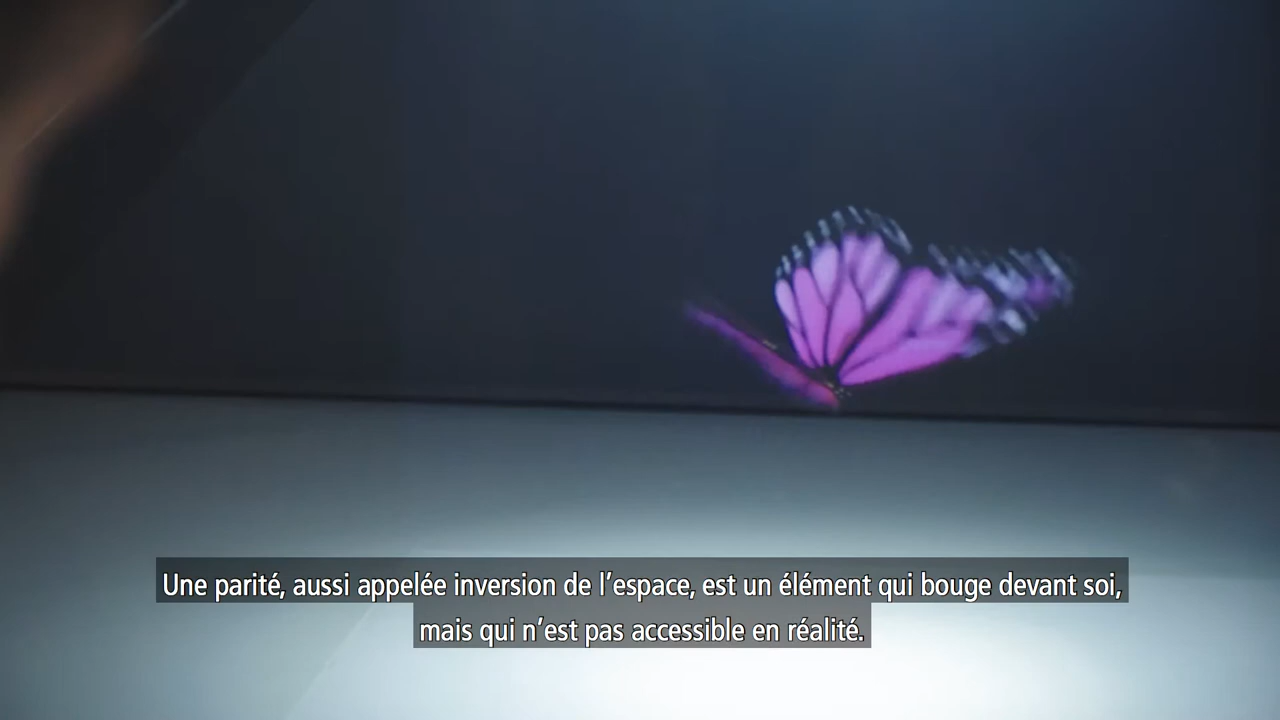 Une parité, aussi appelée inversion de l’espace, est un élément qui bouge devant soi,
mais qui n’est pas accessible en réalité.